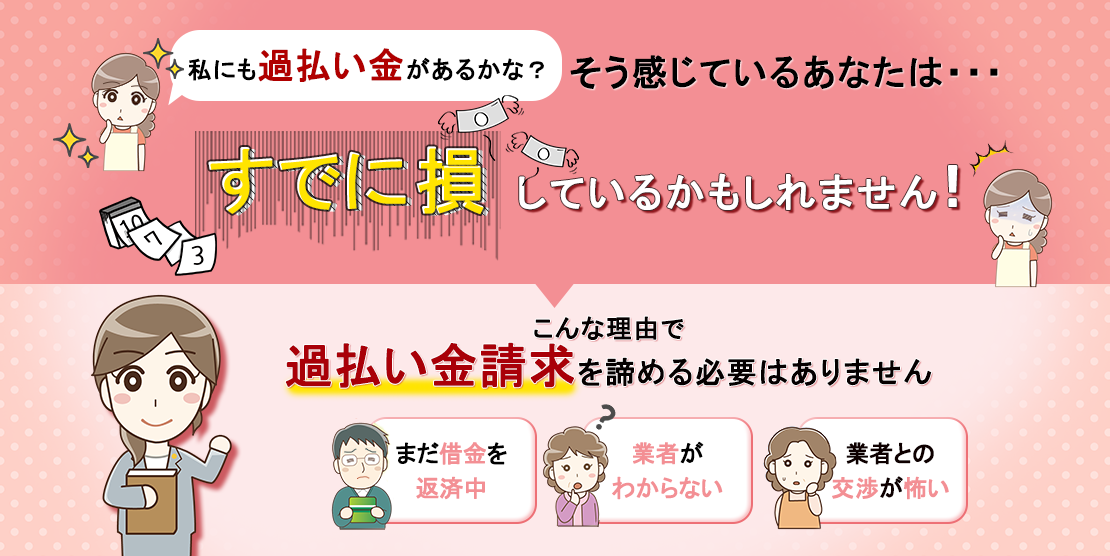 私にも過払い金があるかな？ そう感じているあなたは・・・
すでに損しているかもしれません!
10
7
3
こんな理由で
過払い金請求を諦める必要はありません
?
まだ借金を
返済中
業者が
わからない
業者との
交渉が怖い